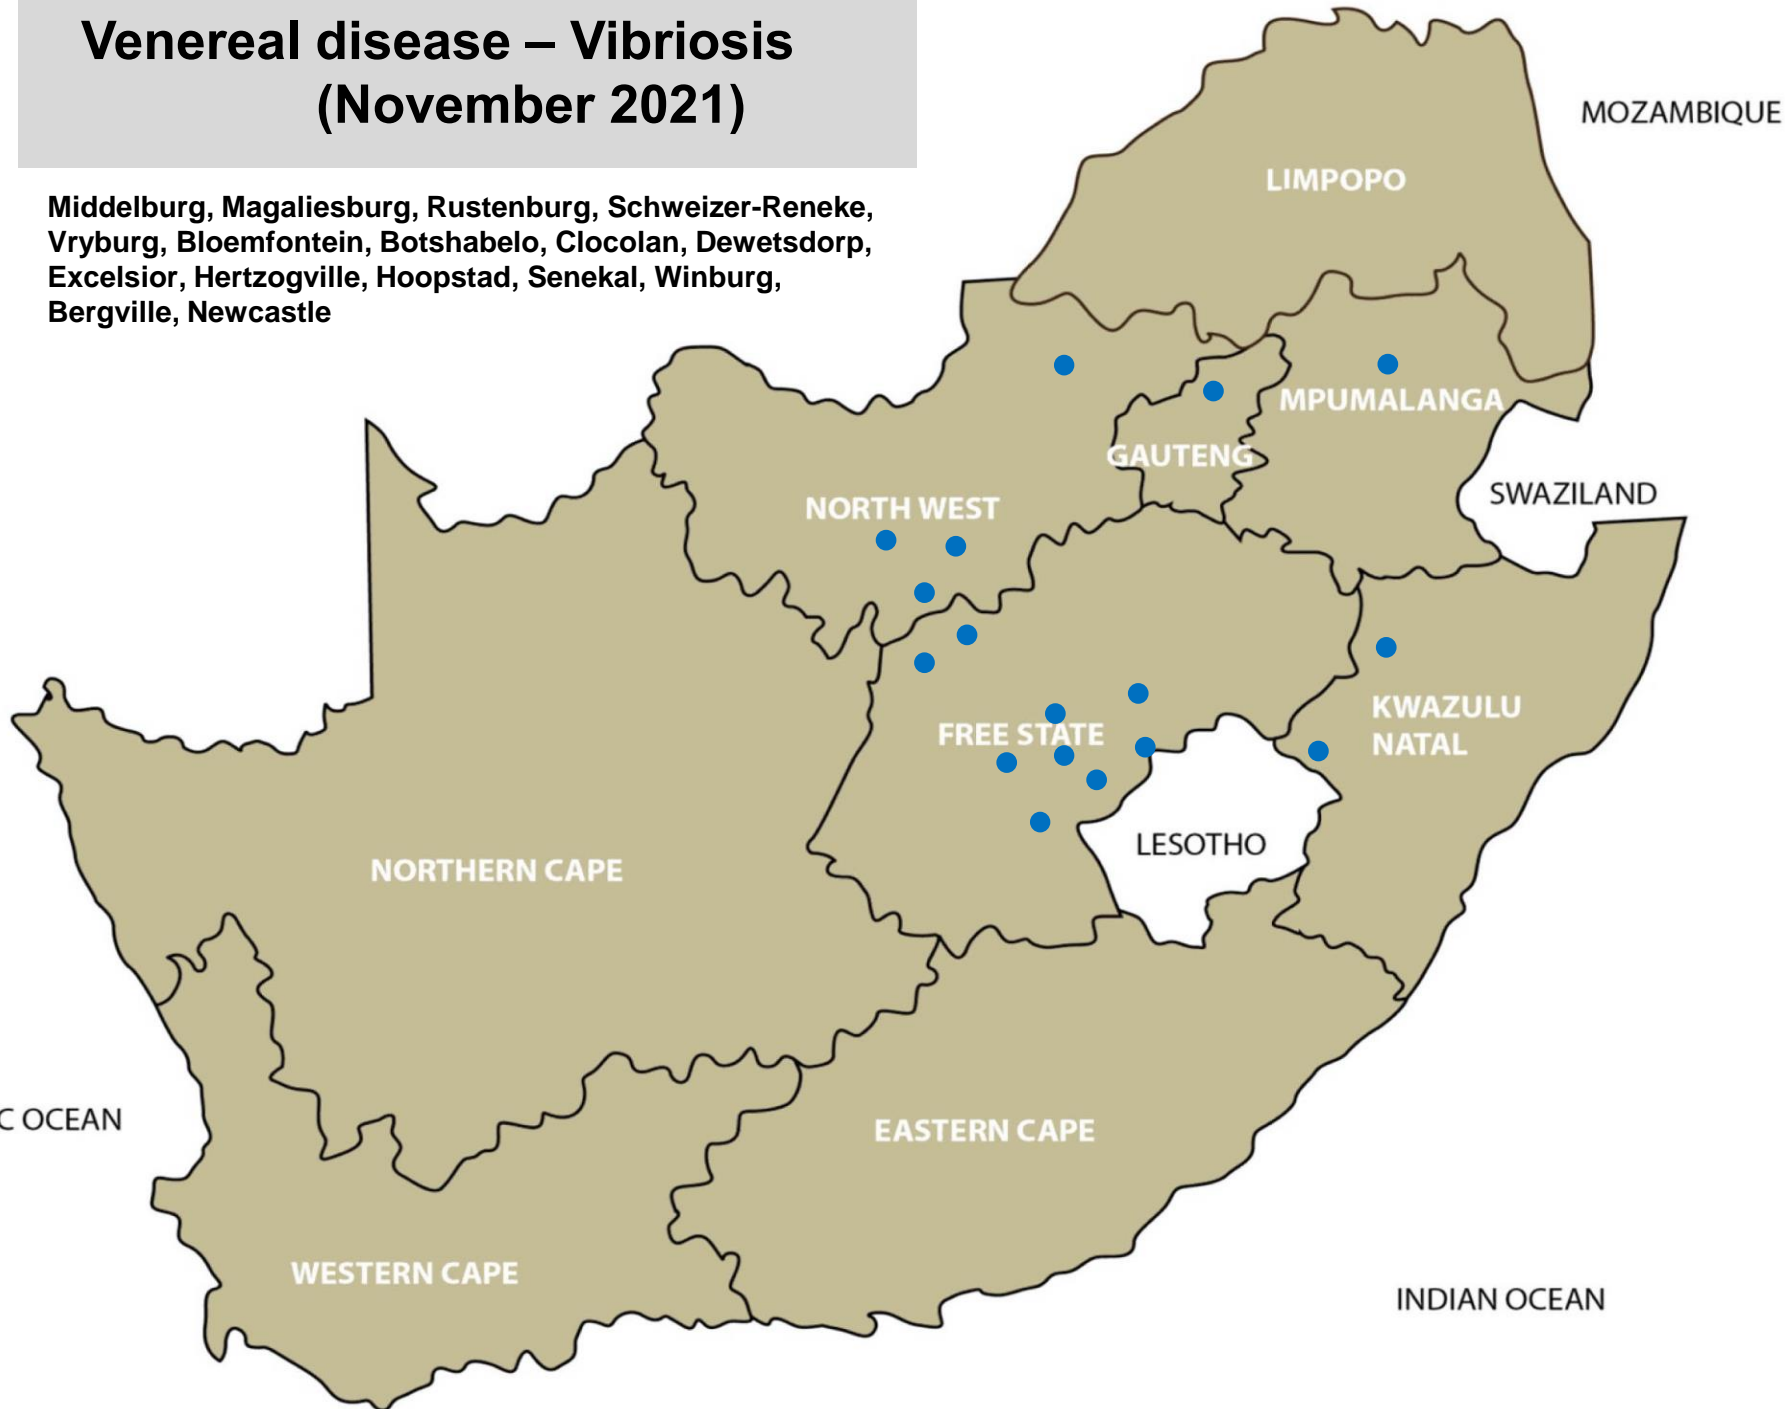 Venereal disease – Vibriosis
(November 2021)
Middelburg, Magaliesburg, Rustenburg, Schweizer-Reneke,
Vryburg, Bloemfontein, Botshabelo, Clocolan, Dewetsdorp,
Excelsior, Hertzogville, Hoopstad, Senekal, Winburg,
Bergville, Newcastle
MOZAMBIQUE
LIMPOPO
MPUMALANGA
GAUTENG
SWAZILAND
NORTH WEST
KWAZULU
NATAL
FREE STATE
LESOTHO
NORTHERN CAPE
C OCEAN
EASTERN CAPE
WESTERN CAPE
INDIAN OCEAN